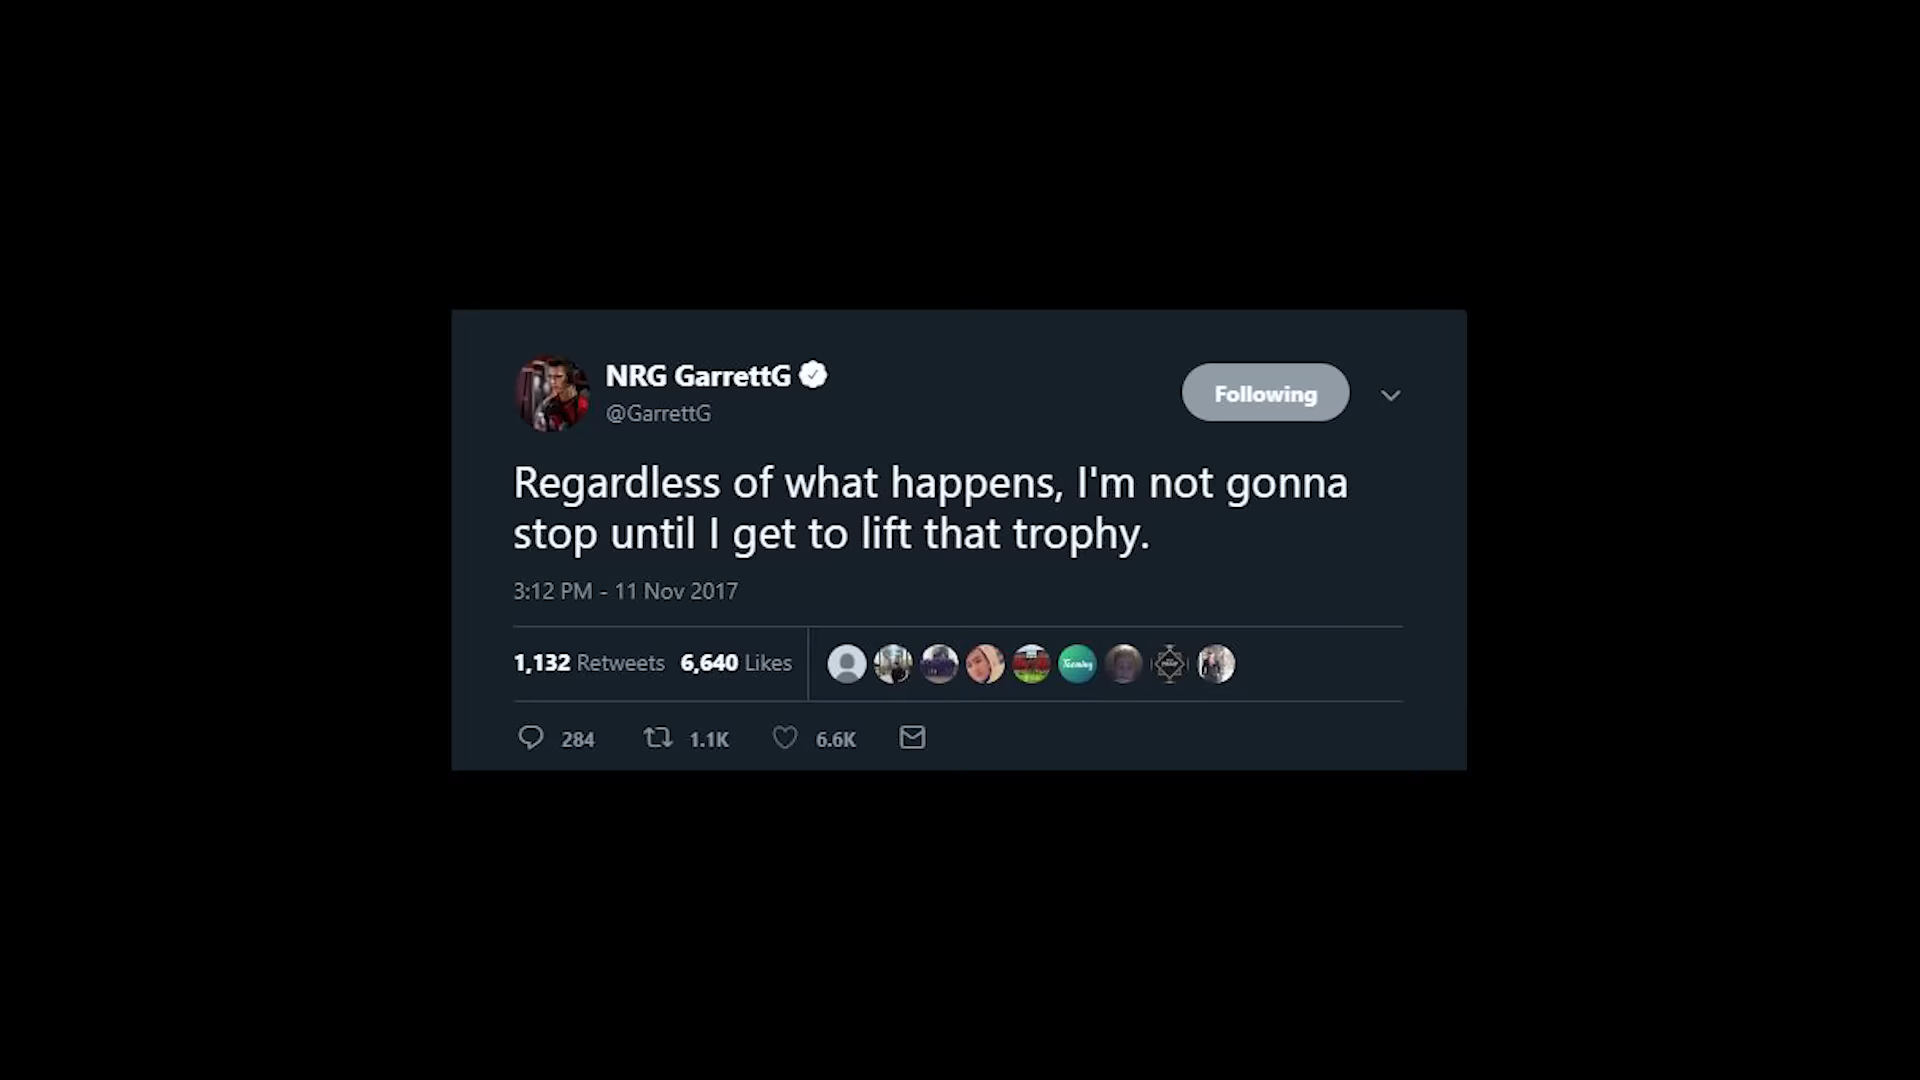 NRG GarrettG
@GarrettG
Following
Regardless of what happens, I'm not gonna
stop until I get to lift that trophy.
3:12 PM - 11 Nov 2017
1,132 Retweets 6,640 Likes
284 1.1K 6.6K